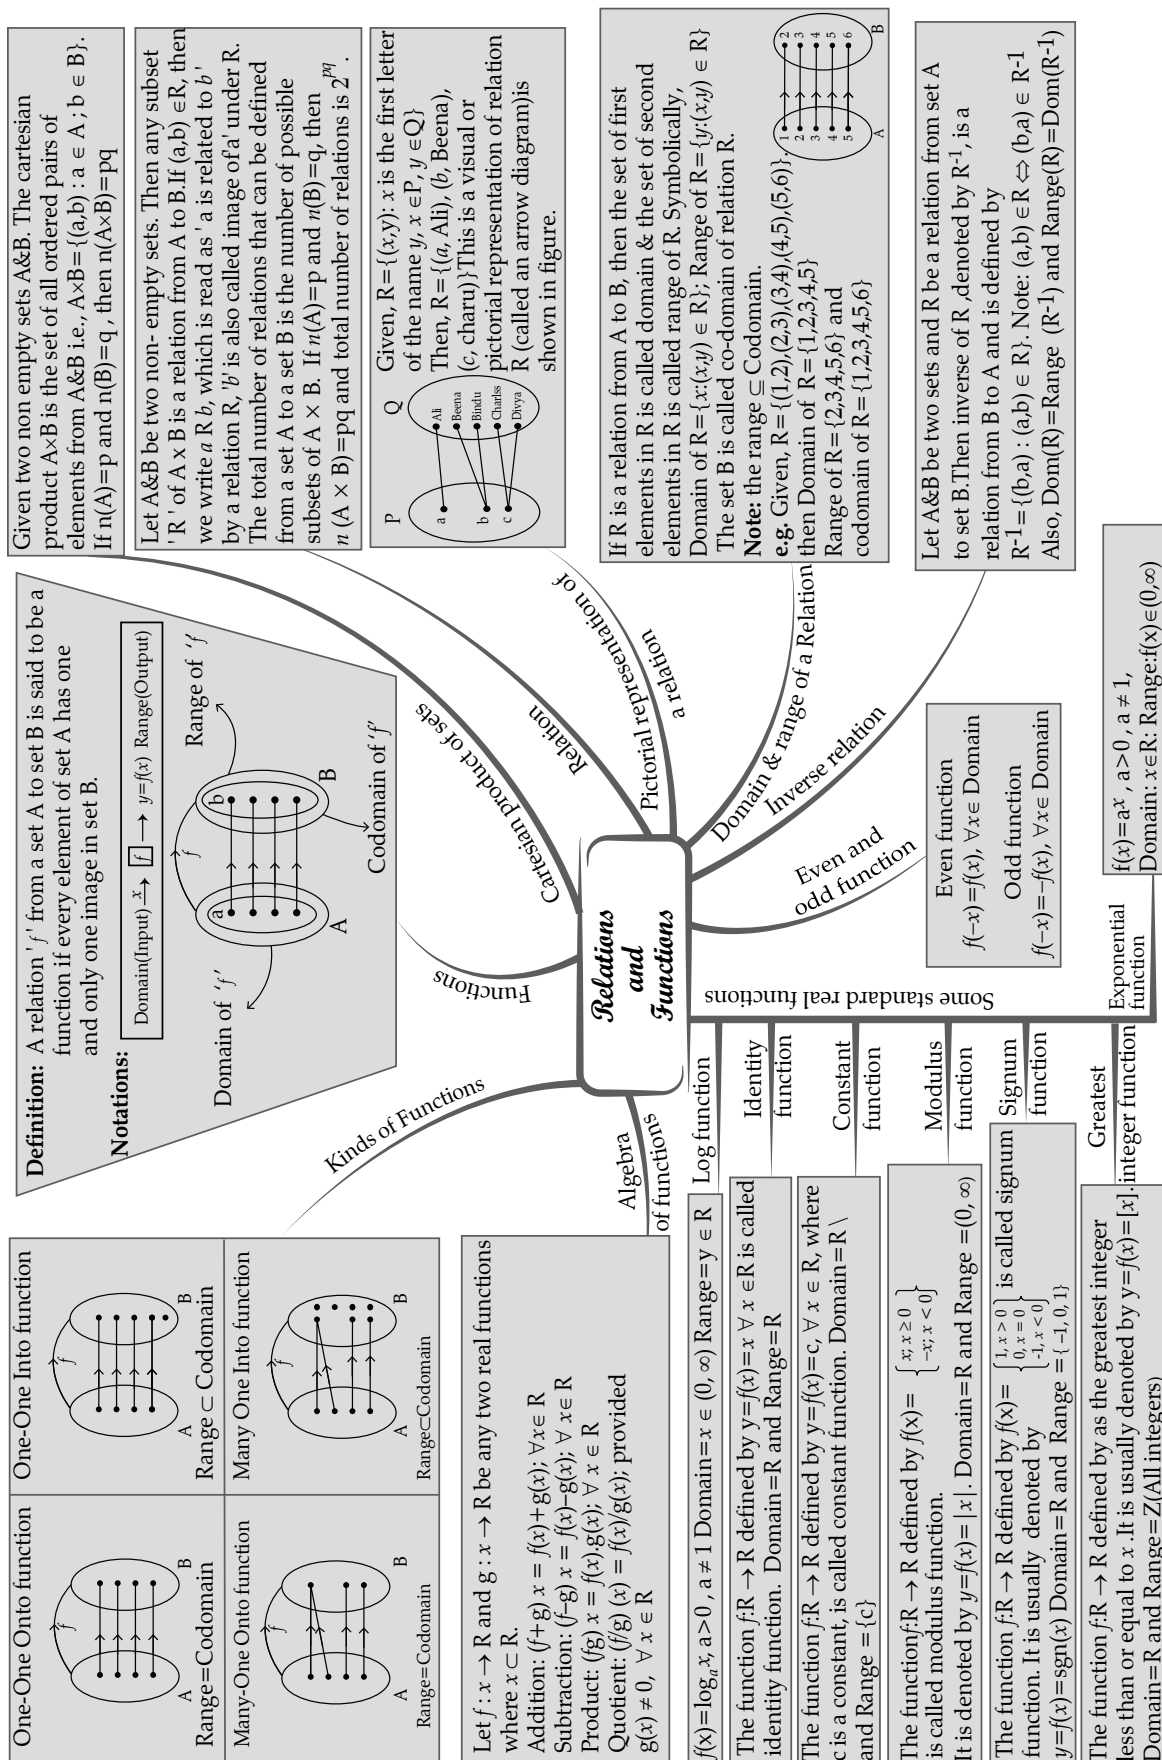 Relations
and
Functions
Cartesian product of sets
Given two non empty sets A&B. The cartesian
product A×B is the set of all ordered pairs of
elements from A&B i.e., A×B={(a,b) : a ∈ A ; b ∈ B}.
If n(A)=p and n(B)=q , then n(A×B)=pq
Relation
Let A&B be two non- empty sets. Then any subset
'R' of A × B is a relation from A to B.If (a,b) ∈R, then
we write a R b, which is read as 'a is related to b'
by a relation R, 'b' is also called image of 'a' under R.
The total number of relations that can be defined
from a set A to a set B is the number of possible
subsets of A × B. If n(A)=p and n(B)=q, then
n (A × B)=pq and total number of relations is 2^pq .
Pictorial representation of
a relation
P
Q
a
b
c
Ali
Beena
Bindu
Charlss
Divya
Given, R={(x,y): x is the first letter
of the name y, x ∈P, y ∈Q}
Then, R={(a, Ali), (b, Beena),
(c, charu)}This is a visual or
pictorial representation of relation
R (called an arrow diagram)is
shown in figure.
Domain & range of a Relation
If R is a relation from A to B, then the set of first
elements in R is called domain & the set of second
elements in R is called range of R. Symbolically,
Domain of R={x:(x,y) ∈ R}; Range of R={y:(x,y) ∈ R}
The set B is called co-domain of relation R.
Note: the range ⊆ Codomain.
e.g. Given, R={(1,2),(2,3),(3,4),(4,5),(5,6)}.
then Domain of R={1,2,3,4,5}
Range of R={2,3,4,5,6} and
codomain of R={1,2,3,4,5,6}
1
2
3
4
5
A
2
3
4
5
6
B
Inverse relation
Let A&B be two sets and R be a relation from set A
to set B.Then inverse of R ,denoted by R⁻¹, is a
relation from B to A and is defined by
R⁻¹={(b,a) : (a,b) ∈ R}. Note: (a,b) ∈R ⇔ (b,a) ∈ R⁻¹
Also, Dom(R)=Range (R⁻¹) and Range(R)=Dom(R⁻¹)
Even and
odd function
Even function
f(−x)=f(x), ∀x∈ Domain
Odd function
f(−x)=−f(x), ∀x∈ Domain
Some standard real functions
Exponential
function
f(x)=aˣ , a>0 , a ≠ 1,
Domain: x∈R: Range:f(x)∈(0,∞)
Functions
Definition: A relation 'f' from a set A to set B is said to be a
function if every element of set A has one
and only one image in set B.
Notations:
Domain(Input) x→ f → y=f(x) Range(Output)
f
a
b
A
B
Domain of 'f'
Range of 'f
Codomain of 'f'
Kinds of Functions
One-One Onto function
f
A
B
Range=Codomain
One-One Into function
f
A
B
Range ⊂ Codomain
Many-One Onto function
f
A
B
Range=Codomain
Many One Into function
f
A
B
Range⊂Codomain
Algebra
of functions
Let f : x → R and g : x → R be any two real functions
where x ⊂ R.
Addition: (f+g) x = f(x)+g(x); ∀x∈ R
Subtraction: (f−g) x = f(x)−g(x); ∀ x∈ R
Product: (fg) x = f(x).g(x); ∀ x ∈ R
Quotient: (f/g) (x) = f(x)/g(x); provided
g(x) ≠ 0, ∀ x ∈ R
Log function
f(x)=logₐx, a>0 , a ≠ 1 Domain=x ∈ (0, ∞) Range=y ∈ R
Identity
function
The function f:R → R defined by y=f(x)=x ∀ x ∈R is called
identity function. Domain=R and Range=R
Constant
function
The function f:R → R defined by y=f(x)=c, ∀ x ∈ R, where
c is a constant, is called constant function. Domain=R \
and Range ={c}
Modulus
function
The functionf:R → R defined by f(x)= {x; x ≥ 0
−x; x < 0}
is called modulus function.
It is denoted by y=f(x)=|x|. Domain=R and Range =(0, ∞)
Signum
function
The function f:R → R defined by f(x)= {1, x > 0
0, x = 0
-1, x < 0} is called signum
function. It is usually denoted by
y=f(x)=sgn(x) Domain=R and Range ={ −1, 0, 1}
Greatest
integer function
The function f:R → R defined by as the greatest integer
less than or equal to x .It is usually denoted by y=f(x)=[x].
Domain=R and Range=Z(All integers)